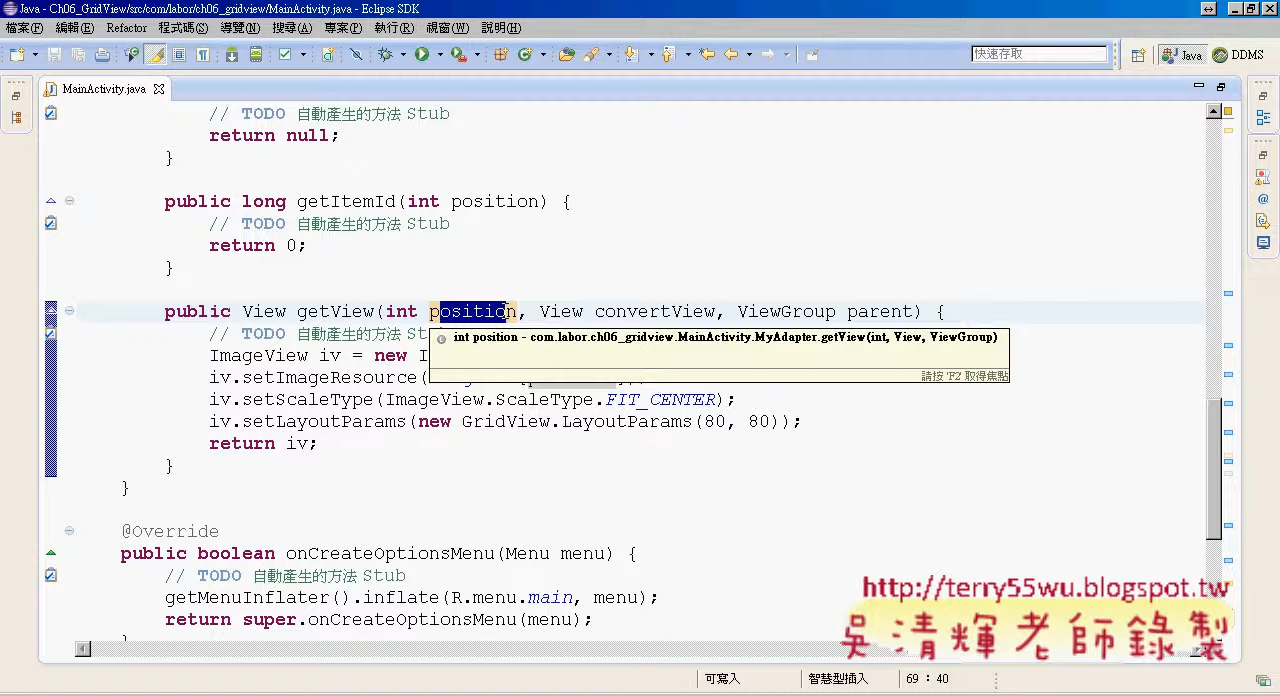 Java - Ch06_GridView/src/com/labor/ch06_gridview/MainActivity.java - Eclipse SDK
檔案(F) 編輯(E) Refactor 程式碼(S) 導覽(N) 搜尋(A) 專案(P) 執行(R) 視窗(W) 說明(H)
快速存取 Java DDMS
MainActivity.java
// TODO 自動產生的方法 Stub
return null;
}
public long getItemId(int position) {
// TODO 自動產生的方法 Stub
return 0;
}
public View getView(int position, View convertView, ViewGroup parent) {
// TODO 自動產生的方法 St
int position - com.labor.ch06_gridview.MainActivity.MyAdapter.getView(int, View, ViewGroup)
ImageView iv = new I
請按 'F2' 取得焦點
iv.setImageResource(
iv.setScaleType(ImageView.ScaleType.FIT_CENTER);
iv.setLayoutParams(new GridView.LayoutParams(80, 80));
return iv;
}
}
@Override
public boolean onCreateOptionsMenu(Menu menu) {
// TODO 自動產生的方法 Stub
getMenuInflater().inflate(R.menu.main, menu);
return super.onCreateOptionsMenu(menu);
http://terry55wu.blogspot.tw
吳清輝老師錄製
可寫入 智慧型插入 69 : 40